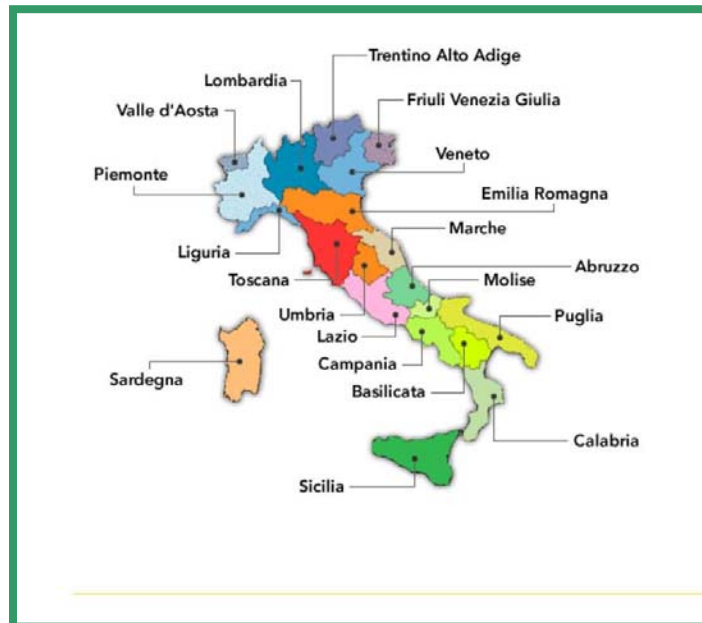 Trentino Alto Adige
Lombardia
Friuli Venezia Giulia
Valle d'Aosta
Veneto
Piemonte
Emilia Romagna
Marche
Liguria
Abruzzo
Toscana
Molise
Umbria
Puglia
Lazio
Campania
Sardegna
Basilicata
Calabria
Sicilia